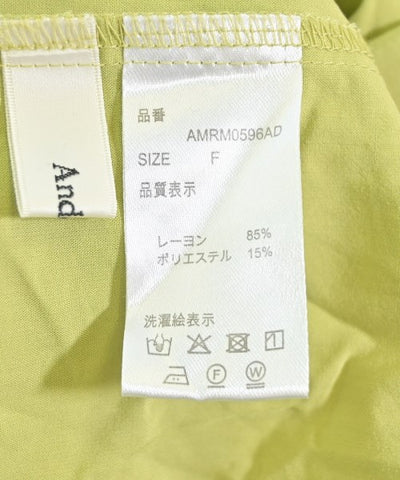 And
品番
AMRM0596AD
SIZE F
品質表示
レーヨン 85%
ポリエステル 15%
洗濯絵表示
F W